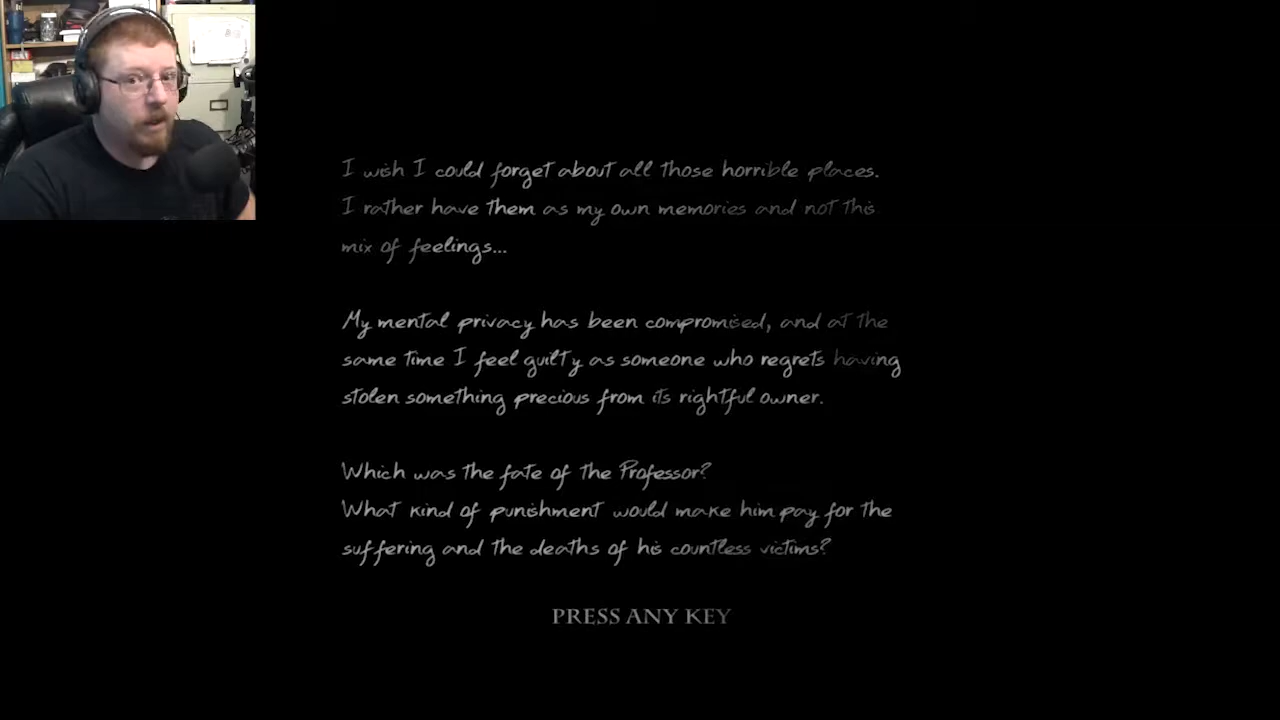 I wish I could forget about all those horrible places.
I rather have them as my own memories and not this
mix of feelings...
My mental privacy has been compromised, and at the
same time I feel guilty as someone who regrets having
stolen something precious from its rightful owner.
Which was the fate of the Professor?
What kind of punishment would make him pay for the
suffering and the deaths of his countless victims?
PRESS ANY KEY